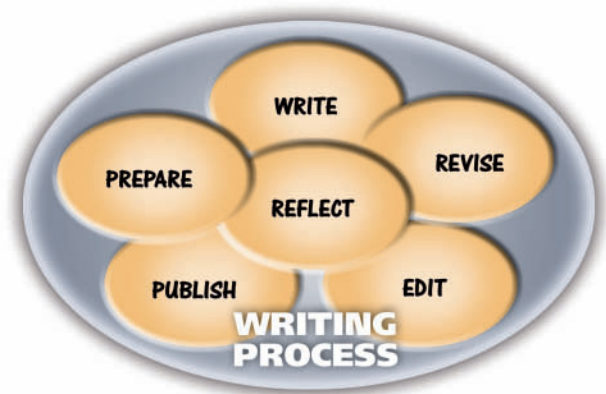 WRITE
PREPARE
REVISE
REFLECT
PUBLISH
EDIT
WRITING
PROCESS